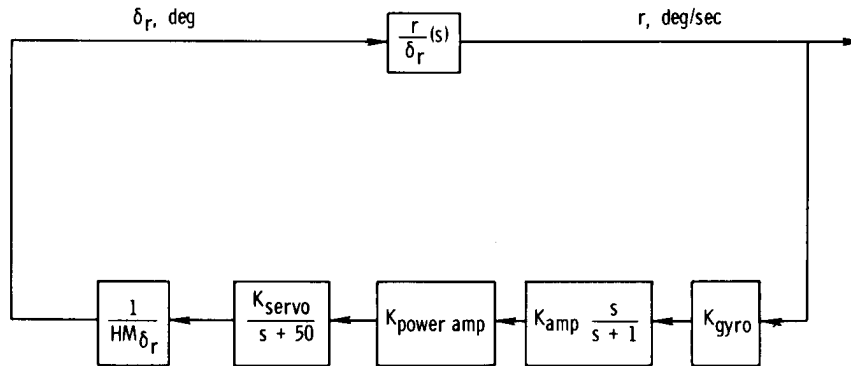 δr, deg
r
δr
(s)
r, deg/sec
1
HMδr
Kservo
s + 50
Kpower amp
Kamp
s
s + 1
Kgyro